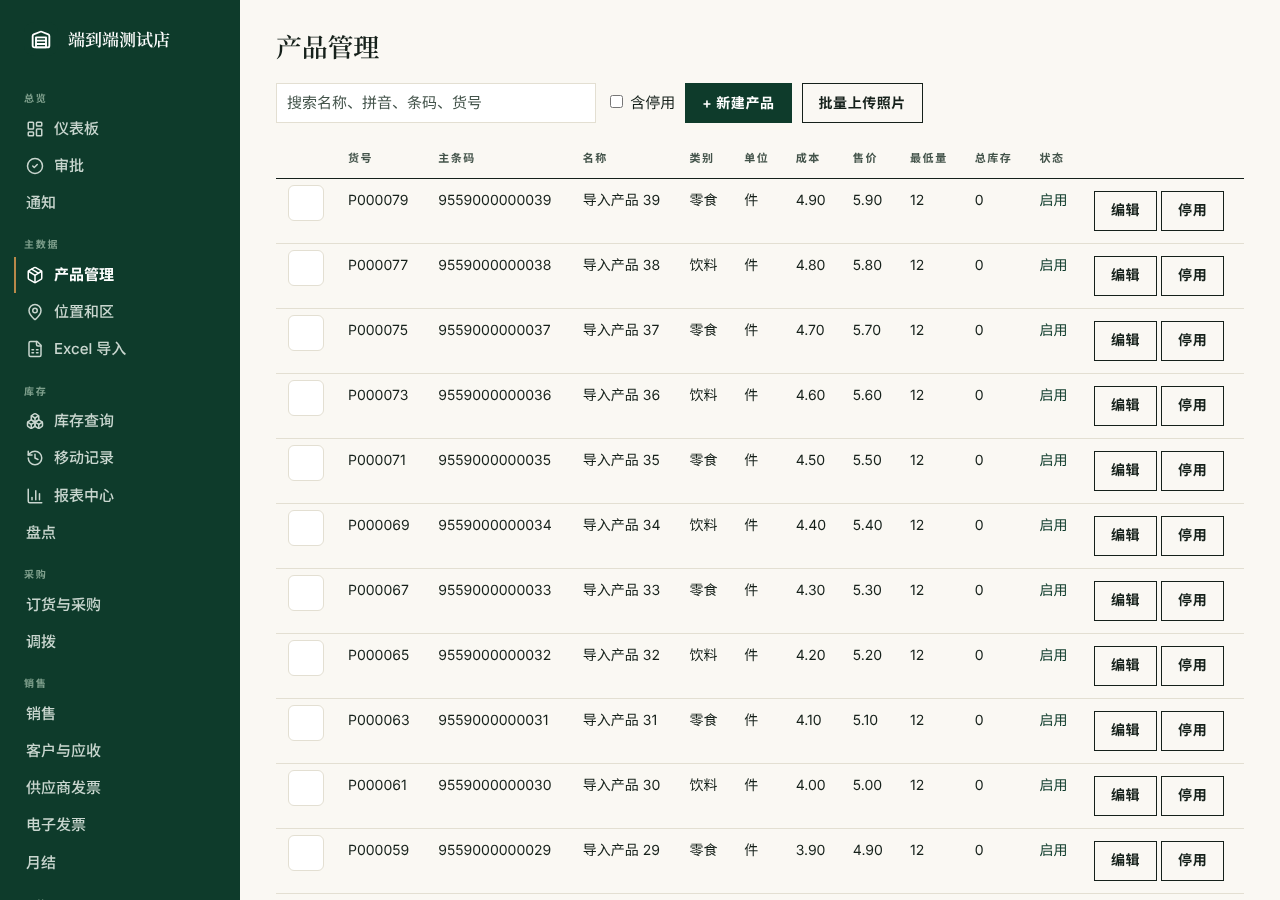 端到端测试店
总览
仪表板
审批
通知
主数据
产品管理
位置和区
Excel 导入
库存
库存查询
移动记录
报表中心
盘点
采购
订货与采购
调拨
销售
销售
客户与应收
供应商发票
电子发票
月结
产品管理
搜索名称、拼音、条码、货号 含停用 + 新建产品 批量上传照片
货号 主条码 名称 类别 单位 成本 售价 最低量 总库存 状态
P000079 9559000000039 导入产品 39 零食 件 4.90 5.90 12 0 启用 编辑 停用
P000077 9559000000038 导入产品 38 饮料 件 4.80 5.80 12 0 启用 编辑 停用
P000075 9559000000037 导入产品 37 零食 件 4.70 5.70 12 0 启用 编辑 停用
P000073 9559000000036 导入产品 36 饮料 件 4.60 5.60 12 0 启用 编辑 停用
P000071 9559000000035 导入产品 35 零食 件 4.50 5.50 12 0 启用 编辑 停用
P000069 9559000000034 导入产品 34 饮料 件 4.40 5.40 12 0 启用 编辑 停用
P000067 9559000000033 导入产品 33 零食 件 4.30 5.30 12 0 启用 编辑 停用
P000065 9559000000032 导入产品 32 饮料 件 4.20 5.20 12 0 启用 编辑 停用
P000063 9559000000031 导入产品 31 零食 件 4.10 5.10 12 0 启用 编辑 停用
P000061 9559000000030 导入产品 30 饮料 件 4.00 5.00 12 0 启用 编辑 停用
P000059 9559000000029 导入产品 29 零食 件 3.90 4.90 12 0 启用 编辑 停用